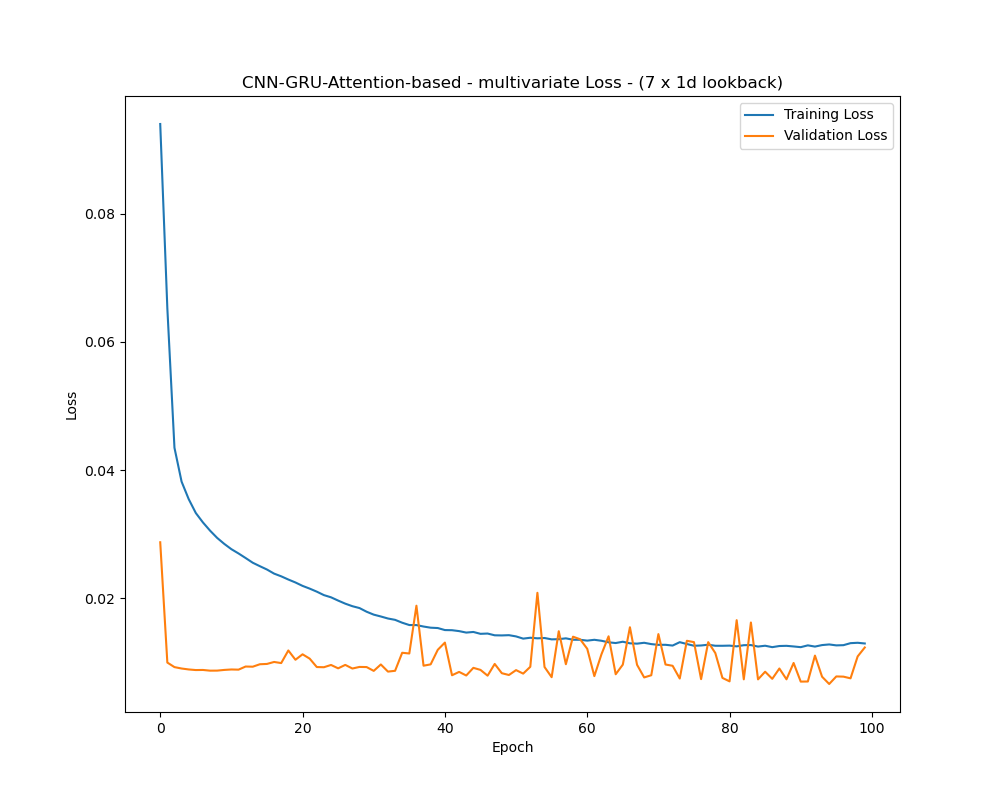 CNN-GRU-Attention-based - multivariate Loss - (7 x 1d lookback)
Training Loss
Validation Loss
0.08
0.06
0.04
0.02
Loss
0 20 40 60 80 100
Epoch